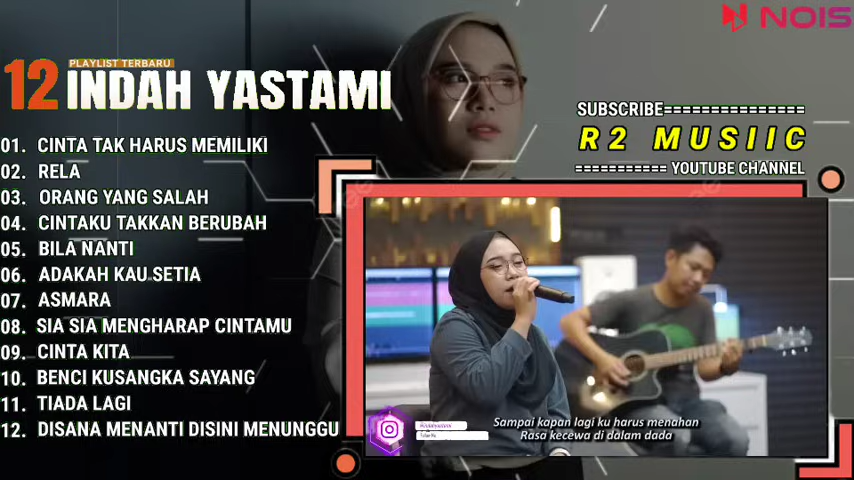 NOIS
PLAYLIST TERBARU
12 INDAH YASTAMI
SUBSCRIBE===============
R2 MUSIIC
=========== YOUTUBE CHANNEL
01. CINTA TAK HARUS MEMILIKI
02. RELA
03. ORANG YANG SALAH
04. CINTAKU TAKKAN BERUBAH
05. BILA NANTI
06. ADAKAH KAU SETIA
07. ASMARA
08. SIA SIA MENGHARAP CINTAMU
09. CINTA KITA
10. BENCI KUSANGKA SAYANG
11. TIADA LAGI
12. DISANA MENANTI DISINI MENUNGGU
Sampai kapan lagi ku harus menahan
Rasa kecewa di dalam dada